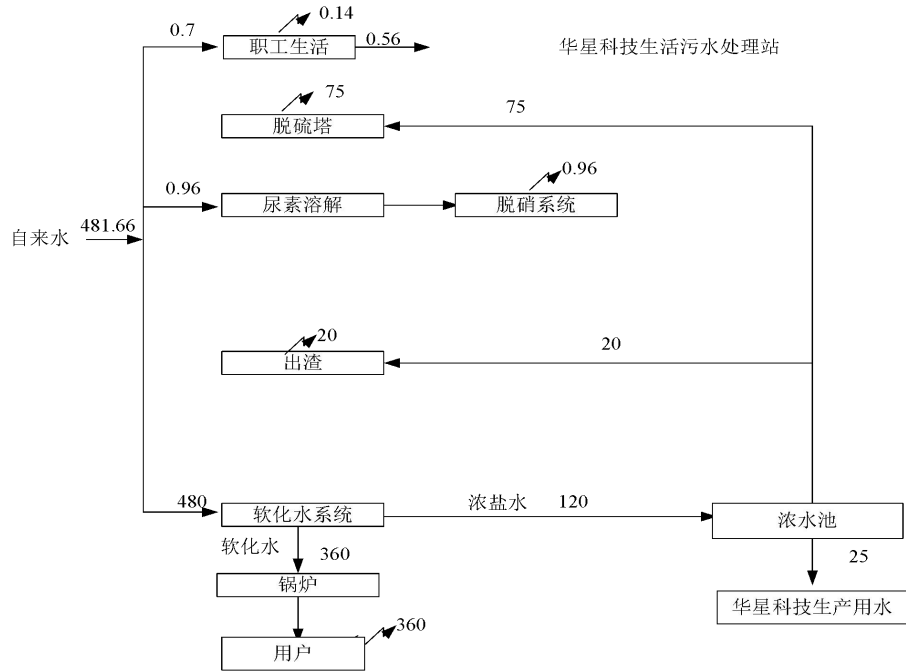 0.14
0.7
职工生活
0.56
华星科技生活污水处理站
75
75
脱硫塔
0.96
0.96
尿素溶解
脱硝系统
481.66
自来水
20
20
出渣
480
软化水系统
浓盐水 120
浓水池
软化水
360
25
锅炉
华星科技生产用水
360
用户